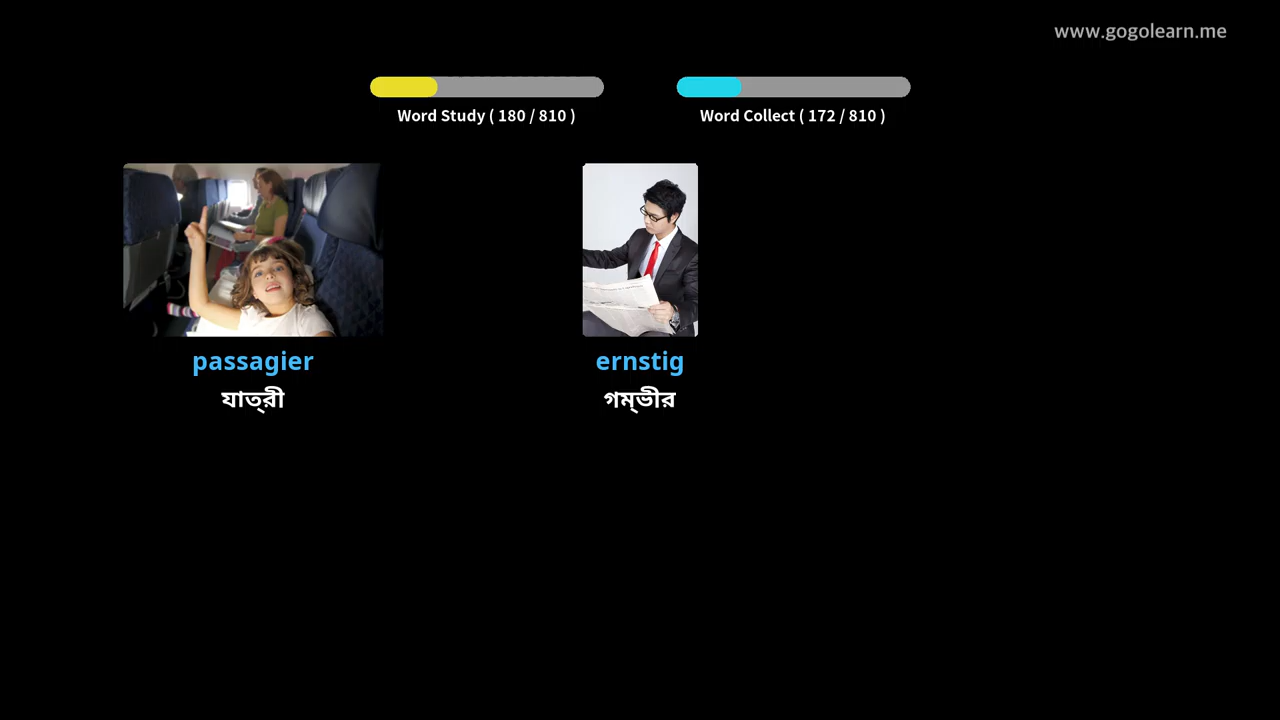 www.gogolearn.me
Word Study ( 180 / 810 )
Word Collect ( 172 / 810 )
passagier
ernstig
যাত্রী
গম্ভীর